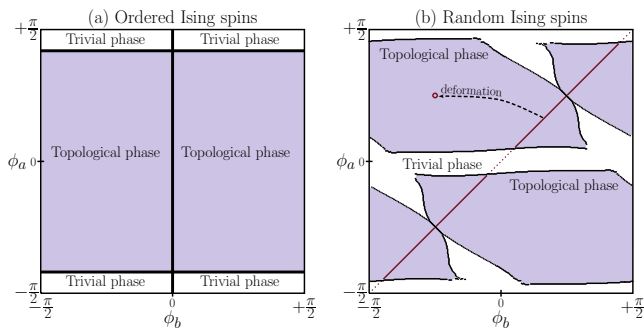 (a) Ordered Ising spins
+π/2
Trivial phase Trivial phase
Topological phase Topological phase
ϕa 0
Trivial phase Trivial phase
−π/2
−π/2 0 +π/2
ϕb
(b) Random Ising spins
+π/2
Topological phase
deformation
ϕa 0
Trivial phase
Topological phase
−π/2
−π/2 0 +π/2
ϕb